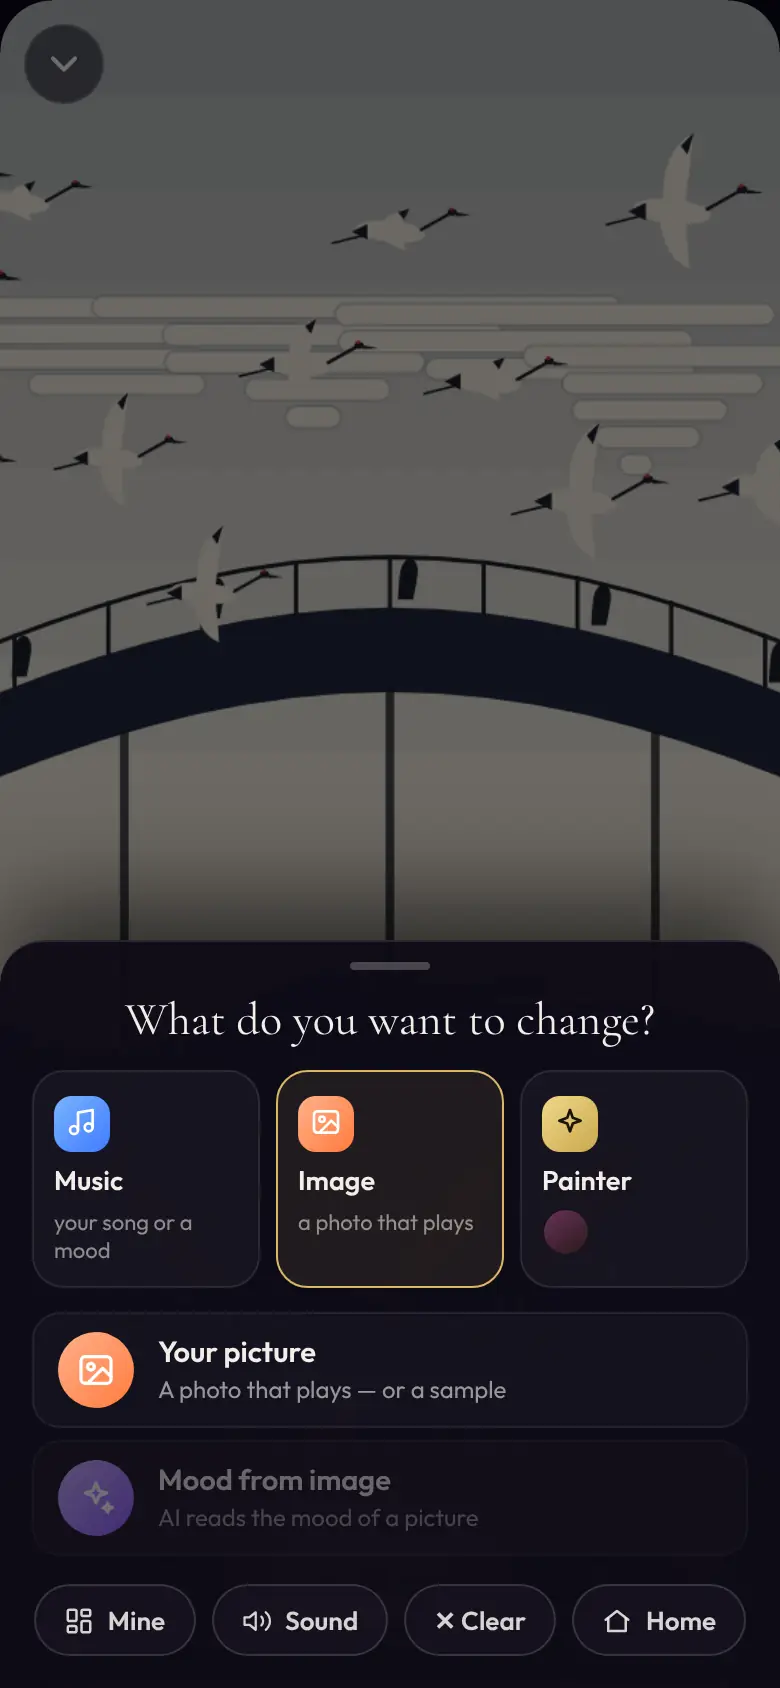 What do you want to change?
Music
your song or a
mood
Image
a photo that plays
Painter
Your picture
A photo that plays — or a sample
Mood from image
AI reads the mood of a picture
Mine
Sound
✕ Clear
Home